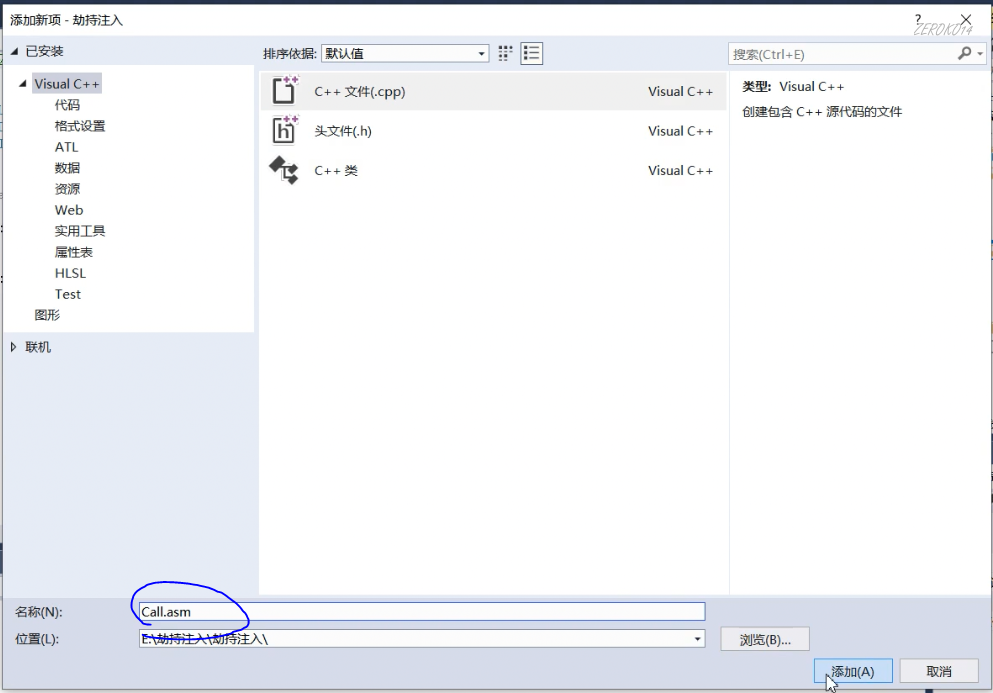 添加新项 - 劫持注入
?
ZEROKO14
已安装
排序依据: 默认值
搜索(Ctrl+E)
Visual C++
代码
格式设置
ATL
数据
资源
Web
实用工具
属性表
HLSL
Test
图形
联机
C++ 文件(.cpp) Visual C++
头文件(.h) Visual C++
C++ 类 Visual C++
类型: Visual C++
创建包含 C++ 源代码的文件
名称(N): Call.asm
位置(L): E:\劫持注入\劫持注入\
浏览(B)...
添加(A)
取消